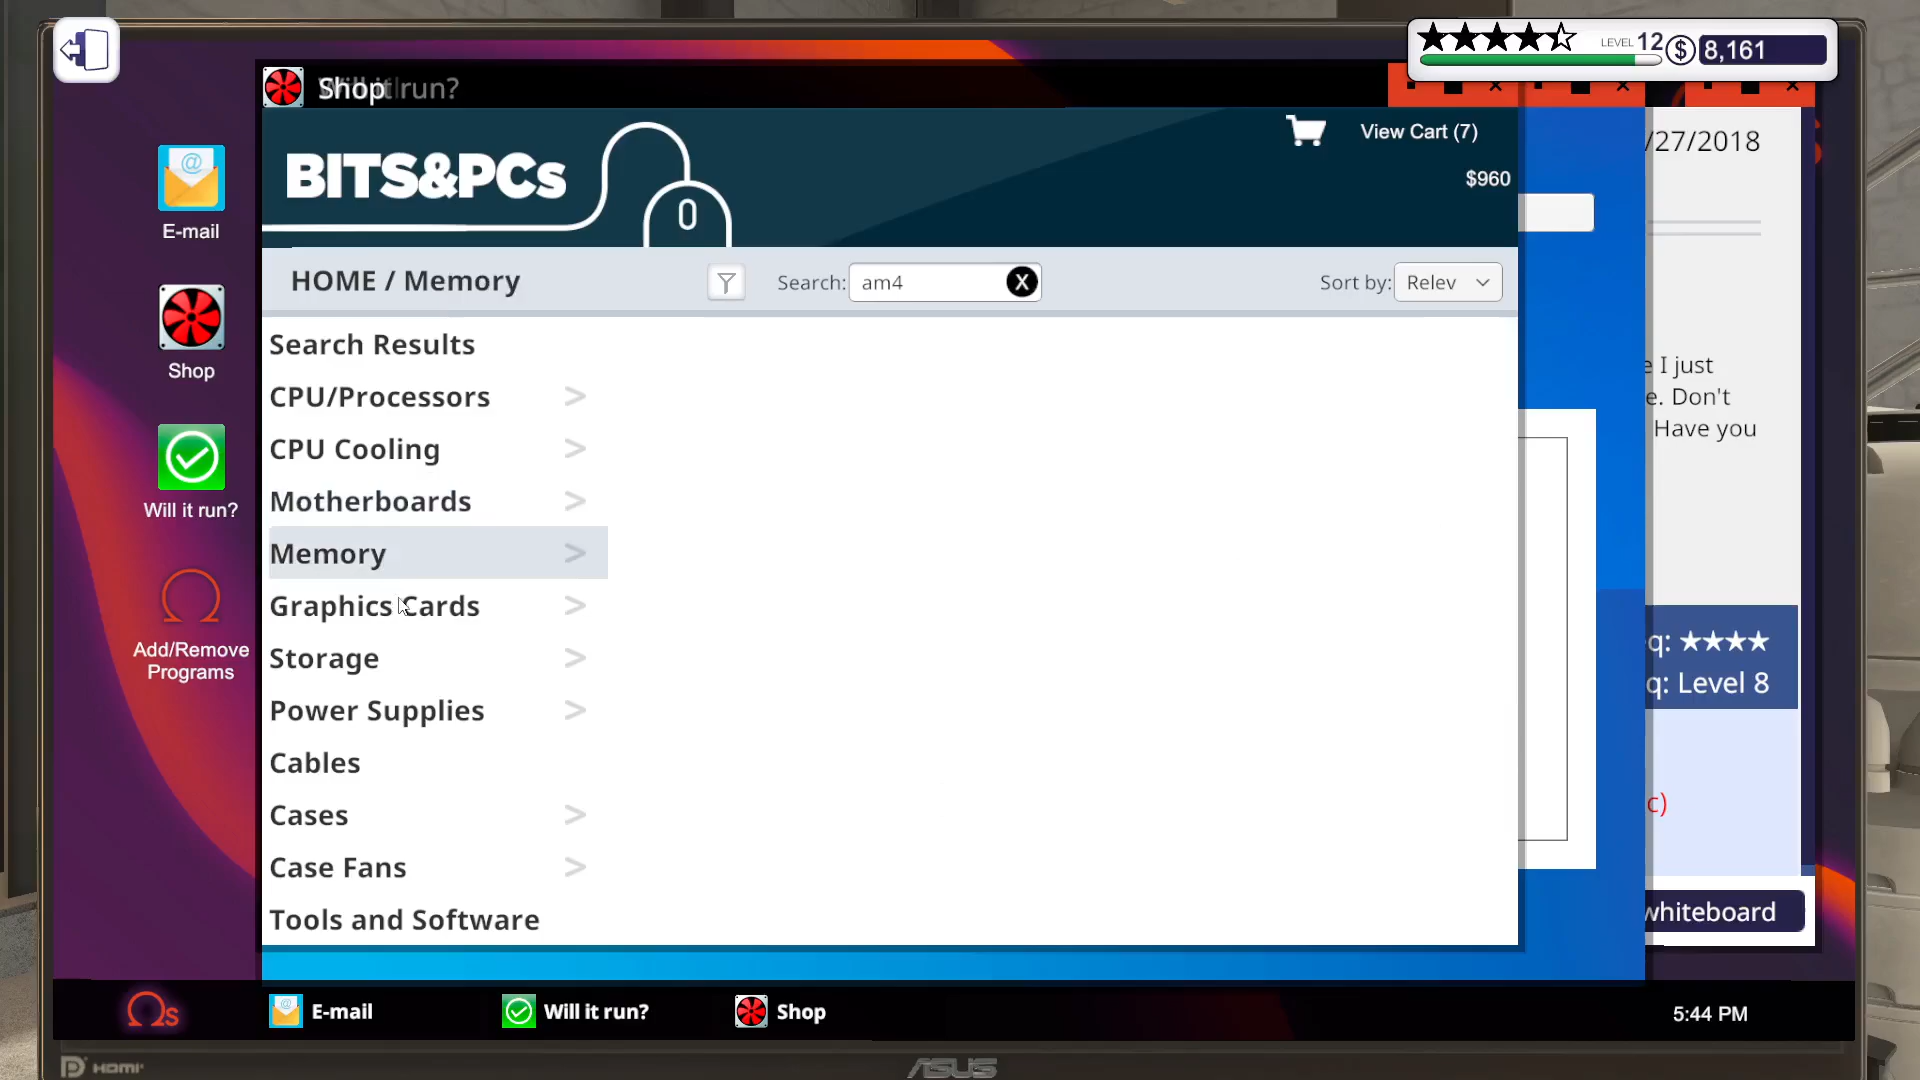 LEVEL 12
$ 8,161
Shop
Will it run?
BITS&PCs
View Cart (7)
$960
HOME / Memory
Search: am4 X
Sort by: Relev
Search Results
CPU/Processors >
CPU Cooling >
Motherboards >
Memory >
Graphics Cards >
Storage >
Power Supplies >
Cables
Cases >
Case Fans >
Tools and Software
@
E-mail
Shop
Will it run?
Add/Remove
Programs
/27/2018
I just
e. Don't
Have you
q: ★★★★
q: Level 8
c)
whiteboard
Ωs
E-mail
Will it run?
Shop
5:44 PM
HDMI
ASUS